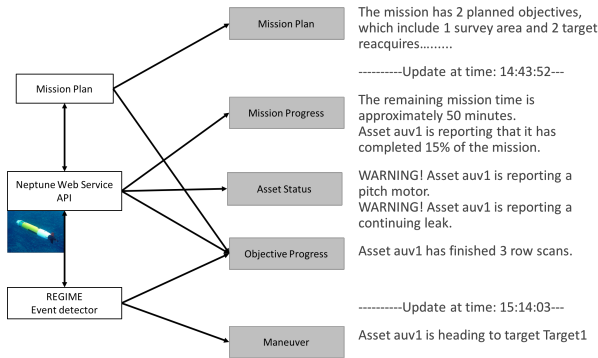 Mission Plan
Neptune Web Service
API
REGIME
Event detector
Mission Plan
Mission Progress
Asset Status
Objective Progress
Maneuver
The mission has 2 planned objectives,
which include 1 survey area and 2 target
reacquires…......
----------Update at time: 14:43:52---
The remaining mission time is
approximately 50 minutes.
Asset auv1 is reporting that it has
completed 15% of the mission.
WARNING! Asset auv1 is reporting a
pitch motor.
WARNING! Asset auv1 is reporting a
continuing leak.
Asset auv1 has finished 3 row scans.
----------Update at time: 15:14:03---
Asset auv1 is heading to target Target1